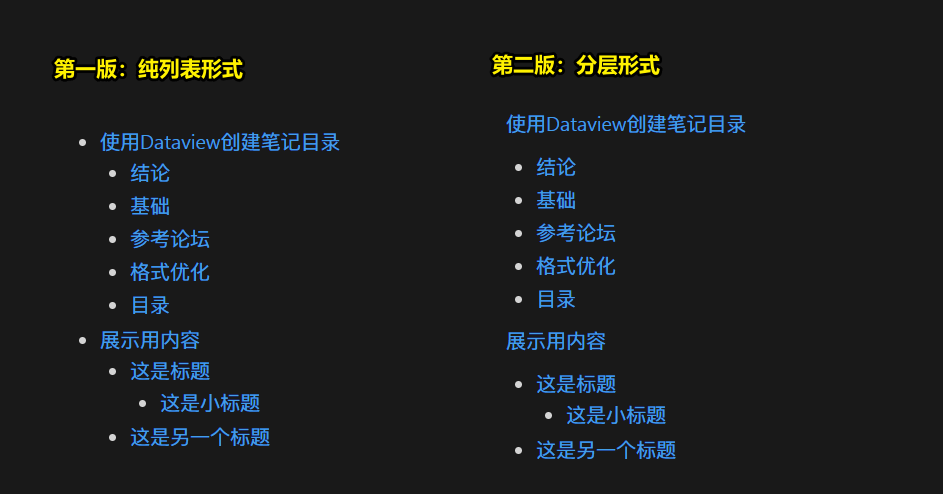 第一版：纯列表形式
使用Dataview创建笔记目录
结论
基础
参考论坛
格式优化
目录
展示用内容
这是标题
这是小标题
这是另一个标题
第二版：分层形式
使用Dataview创建笔记目录
结论
基础
参考论坛
格式优化
目录
展示用内容
这是标题
这是小标题
这是另一个标题